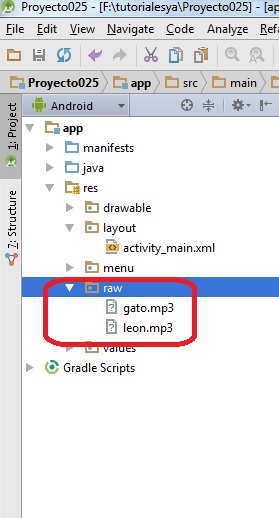 Proyecto025 - [F:\tutorialesya\Proyecto025] - [ap
File Edit View Navigate Code Analyze Refa
Proyecto025 app src main
Android
1: Project
7: Structure
app
manifests
java
res
drawable
layout
activity_main.xml
menu
raw
gato.mp3
leon.mp3
values
Gradle Scripts